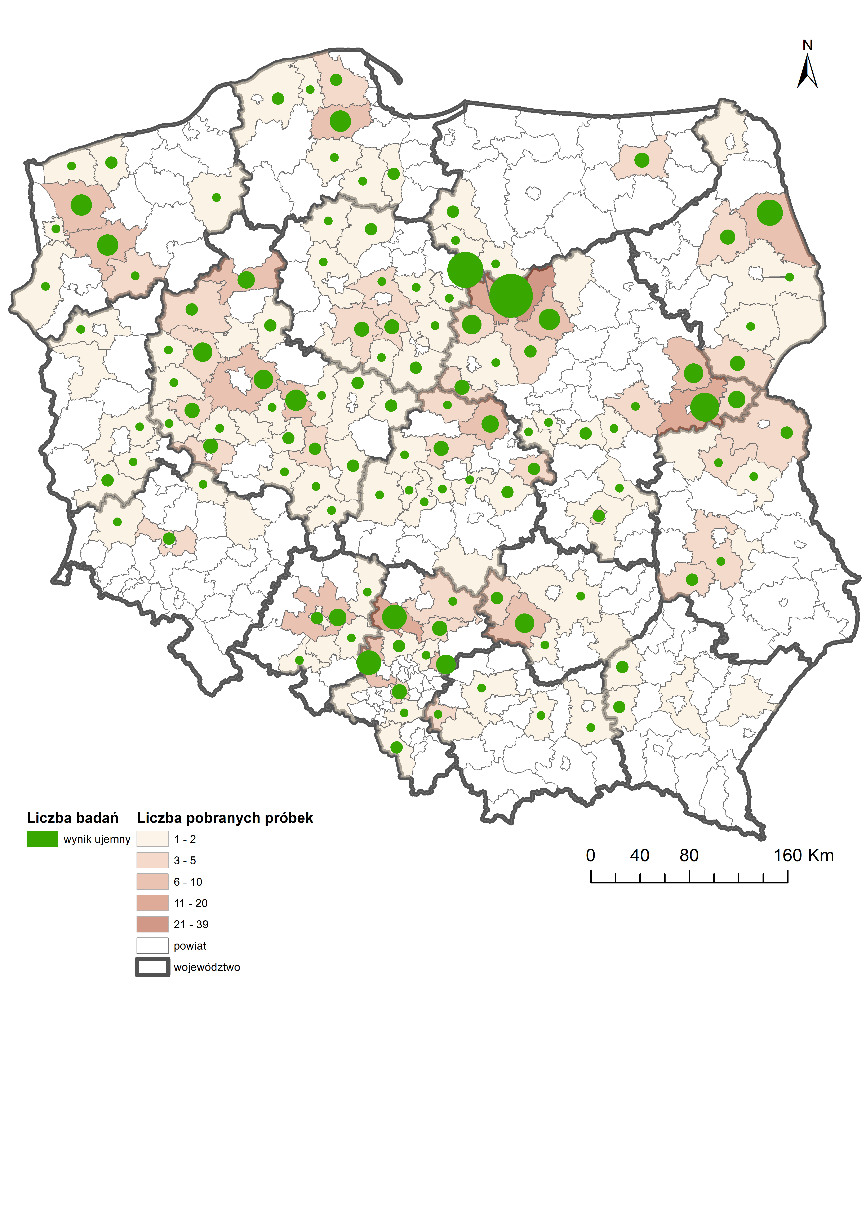 N
Liczba badań
wynik ujemny
Liczba pobranych próbek
1 - 2
3 - 5
6 - 10
11 - 20
21 - 39
powiat
województwo
0 40 80 160 Km